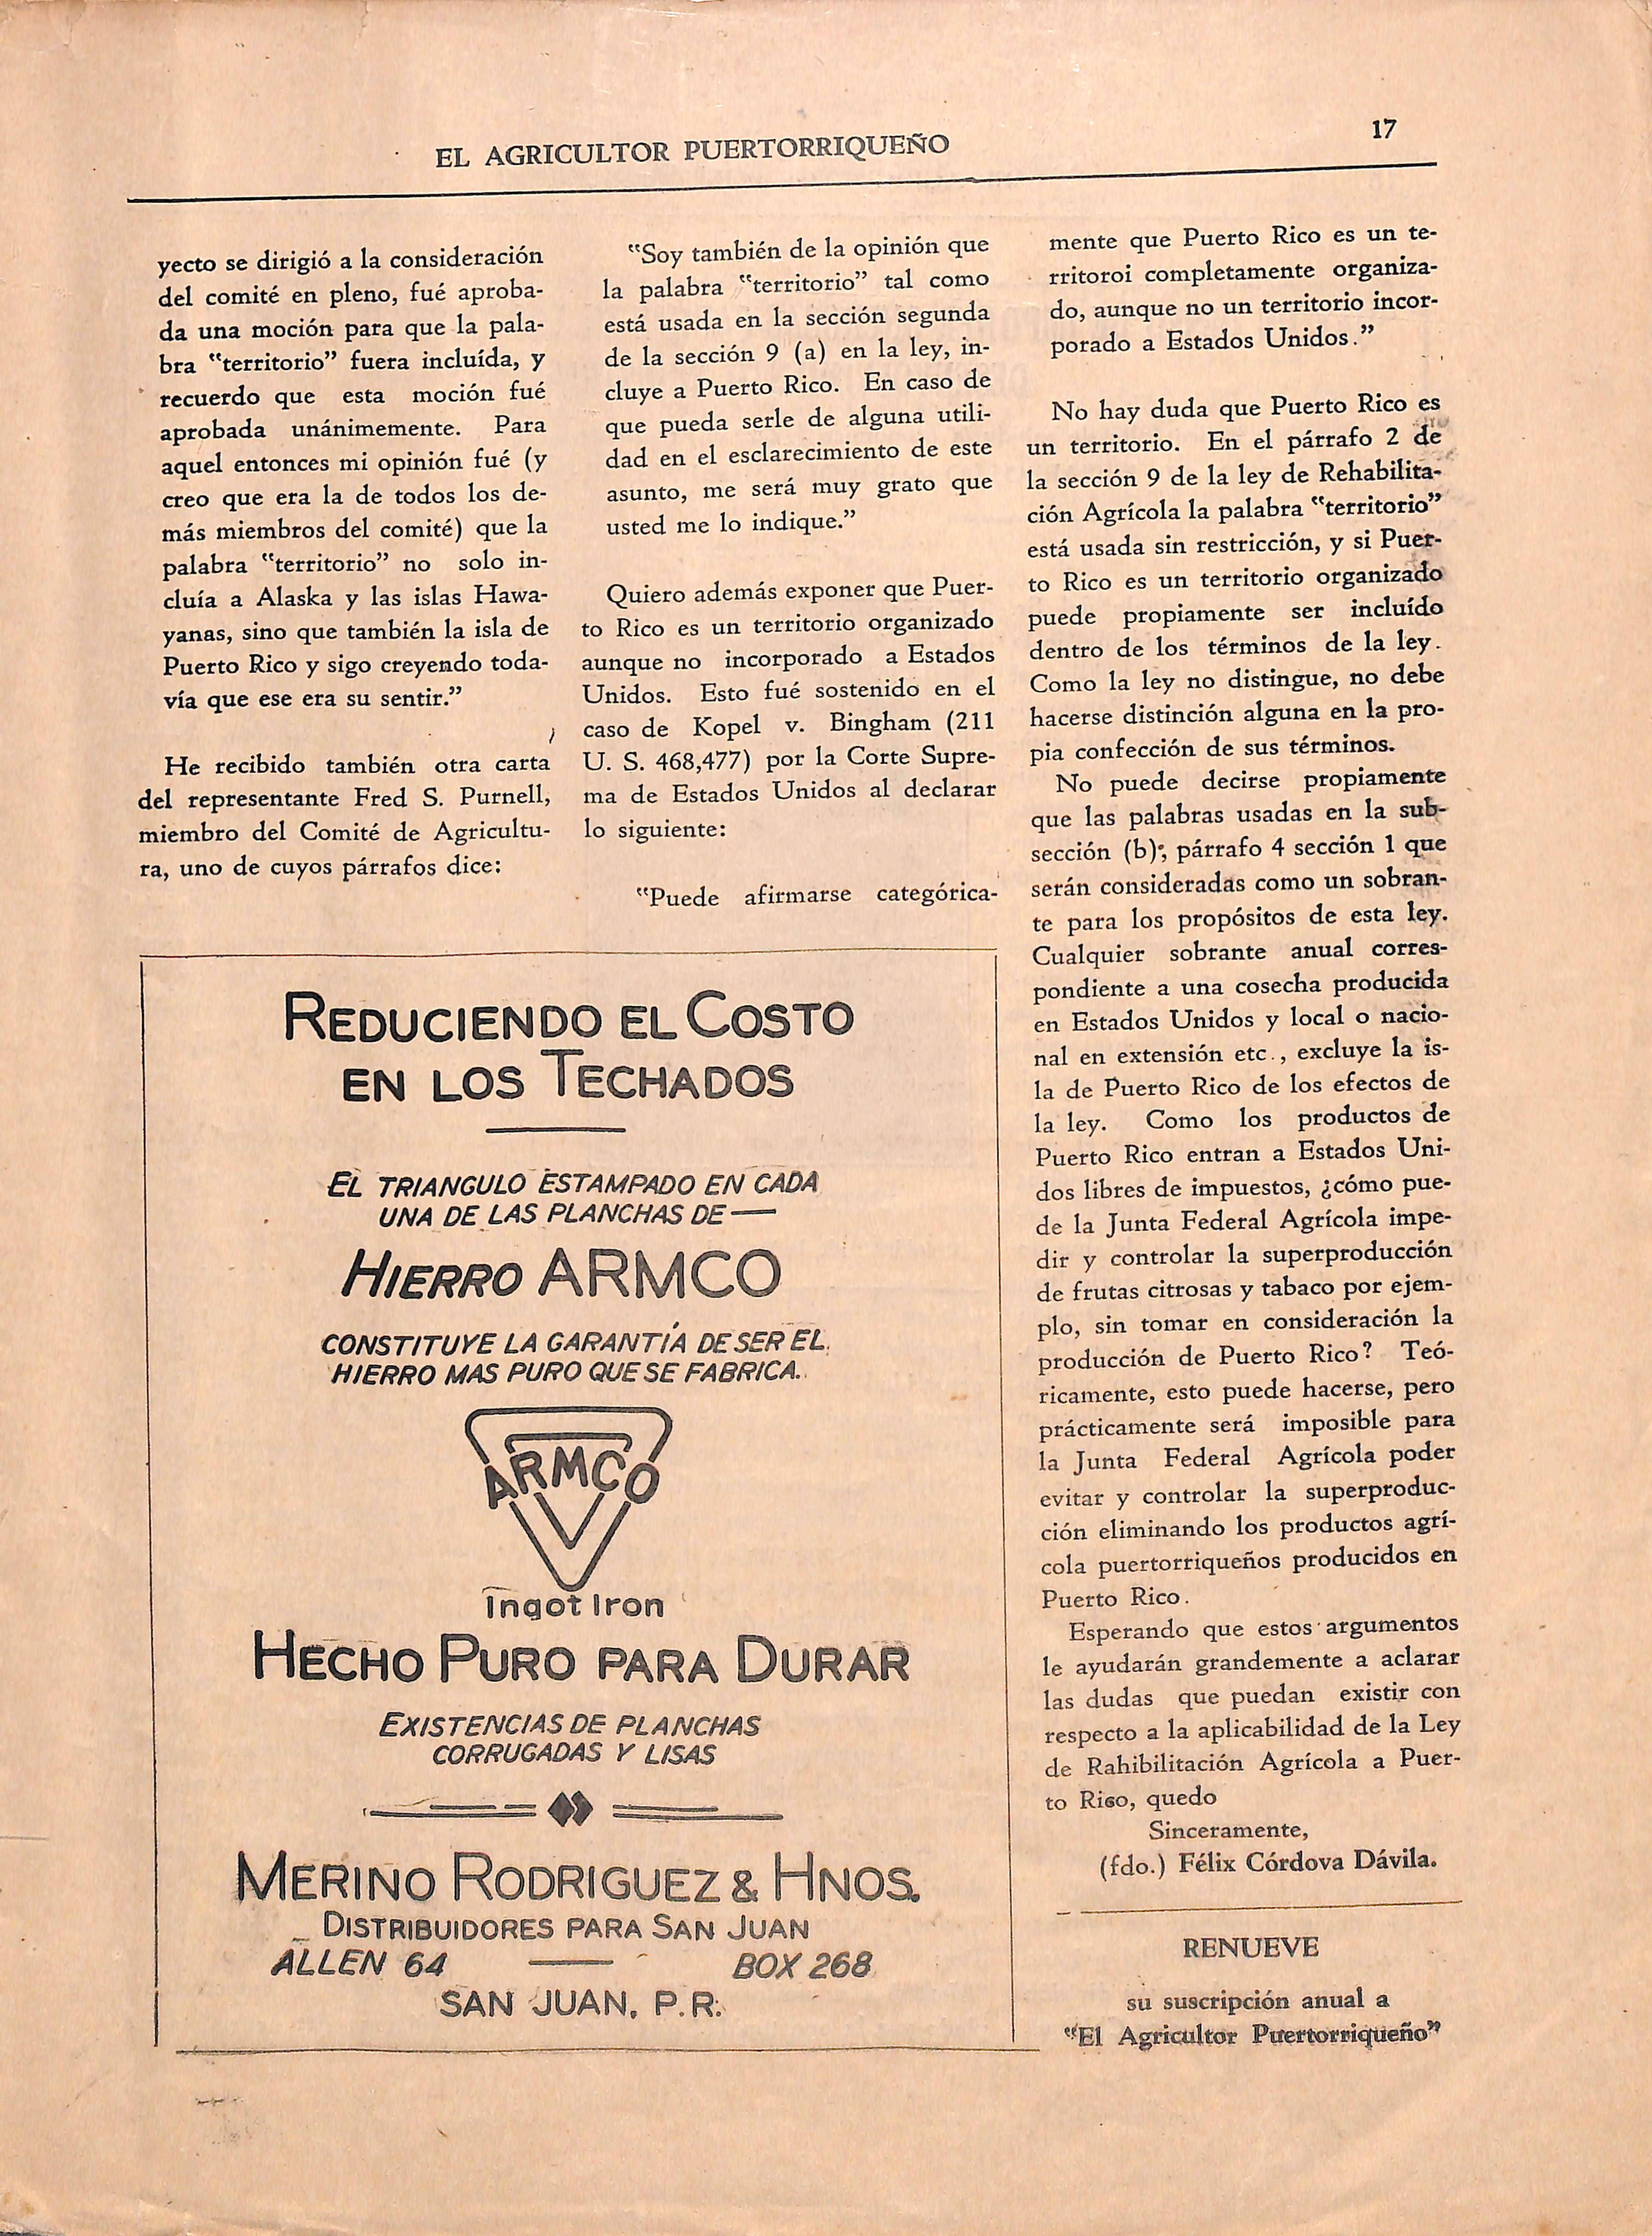 EL AGRICULTOR PUERTORRIQUEÑO
17
yecto se dirigió a la consideración
del comité en pleno, fué aproba-
da una moción para que la pala-
bra "territorio" fuera incluída, y
recuerdo que esta moción fué
aprobada unánimemente. Para
aquel entonces mi opinión fué (y
creo que era la de todos los de-
más miembros del comité) que la
palabra "territorio" no solo in-
cluía a Alaska y las islas Hawa-
yanas, sino que también la isla de
Puerto Rico y sigo creyendo toda-
vía que ese era su sentir."
He recibido también otra carta
del representante Fred S. Purnell,
miembro del Comité de Agricultu-
ra, uno de cuyos párrafos dice:
"Soy también de la opinión que
la palabra "territorio" tal como
está usada en la sección segunda
de la sección 9 (a) en la ley, in-
cluye a Puerto Rico. En caso de
que pueda serle de alguna utili-
dad en el esclarecimiento de este
asunto, me será muy grato que
usted me lo indique."
Quiero además exponer que Puer-
to Rico es un territorio organizado
aunque no incorporado a Estados
Unidos. Esto fué sostenido en el
caso de Kopel v. Bingham (211
U. S. 468,477) por la Corte Supre-
ma de Estados Unidos al declarar
lo siguiente:
"Puede afirmarse categórica-
mente que Puerto Rico es un te-
rritoroi completamente organiza-
do, aunque no un territorio incor-
porado a Estados Unidos."
No hay duda que Puerto Rico es
un territorio. En el párrafo 2 de
la sección 9 de la ley de Rehabilita-
ción Agrícola la palabra "territorio"
está usada sin restricción, y si Puer-
to Rico es un territorio organizado
puede propiamente ser incluído
dentro de los términos de la ley.
Como la ley no distingue, no debe
hacerse distinción alguna en la pro-
pia confección de sus términos.
No puede decirse propiamente
que las palabras usadas en la sub-
sección (b); párrafo 4 sección 1 que
serán consideradas como un sobran-
te para los propósitos de esta ley.
Cualquier sobrante anual corres-
pondiente a una cosecha producida
en Estados Unidos y local o nacio-
nal en extensión etc., excluye la is-
la de Puerto Rico de los efectos de
la ley. Como los productos de
Puerto Rico entran a Estados Uni-
dos libres de impuestos, ¿cómo pue-
de la Junta Federal Agrícola impe-
dir y controlar la superproducción
de frutas citrosas y tabaco por ejem-
plo, sin tomar en consideración la
producción de Puerto Rico? Teó-
ricamente, esto puede hacerse, pero
prácticamente será imposible para
la Junta Federal Agrícola poder
evitar y controlar la superproduc-
ción eliminando los productos agrí-
cola puertorriqueños producidos en
Puerto Rico.
Esperando que estos argumentos
le ayudarán grandemente a aclarar
las dudas que puedan existir con
respecto a la aplicabilidad de la Ley
de Rahibilitación Agrícola a Puer-
to Riso, quedo
Sinceramente,
(fdo.) Félix Córdova Dávila.
RENUEVE
su suscripción anual a
"El Agricultor Puertorriqueño"
REDUCIENDO EL COSTO
EN LOS TECHADOS
EL TRIANGULO ESTAMPADO EN CADA
UNA DE LAS PLANCHAS DE—
HIERRO ARMCO
CONSTITUYE LA GARANTÍA DE SER EL
HIERRO MAS PURO QUE SE FABRICA.
ARMCO
Ingot Iron
HECHO PURO PARA DURAR
EXISTENCIAS DE PLANCHAS
CORRUGADAS Y LISAS
MERINO RODRIGUEZ & HNOS.
DISTRIBUIDORES PARA SAN JUAN
ALLEN 64 — BOX 268
SAN JUAN, P.R.